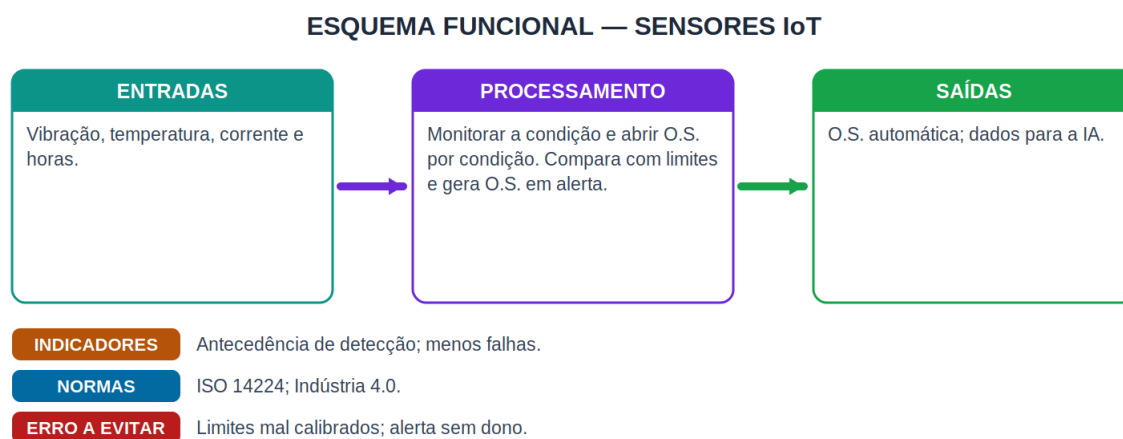 ESQUEMA FUNCIONAL — SENSORES IoT
ENTRADAS
Vibração, temperatura, corrente e
horas.
PROCESSAMENTO
Monitorar a condição e abrir O.S.
por condição. Compara com limites
e gera O.S. em alerta.
SAÍDAS
O.S. automática; dados para a IA.
INDICADORES
Antecedência de detecção; menos falhas.
NORMAS
ISO 14224; Indústria 4.0.
ERRO A EVITAR
Limites mal calibrados; alerta sem dono.